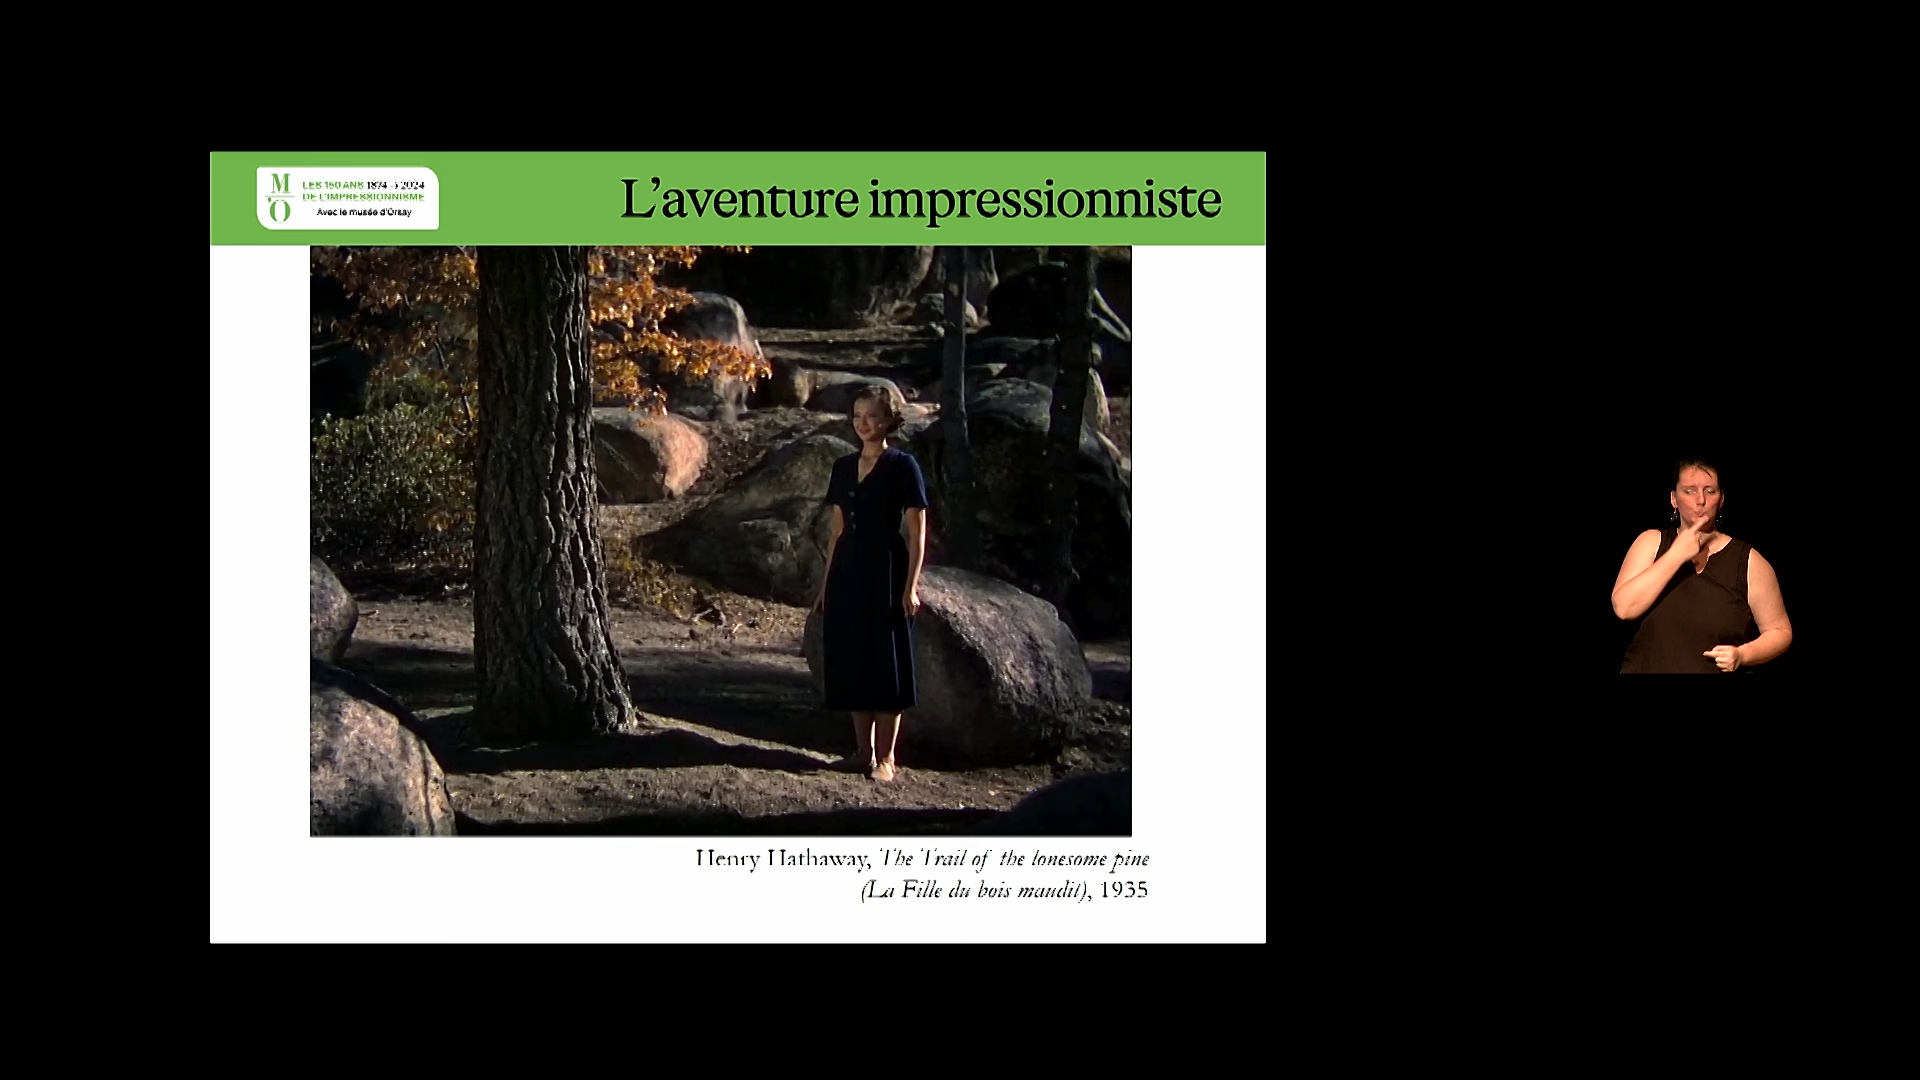 M
'O
LES 150 ANS 1874 → 2024
DE L'IMPRESSIONNISME
Avec le musée d'Orsay
L'aventure impressionniste
Henry Hathaway, The Trail of the lonesome pine
(La Fille du bois maudit), 1935